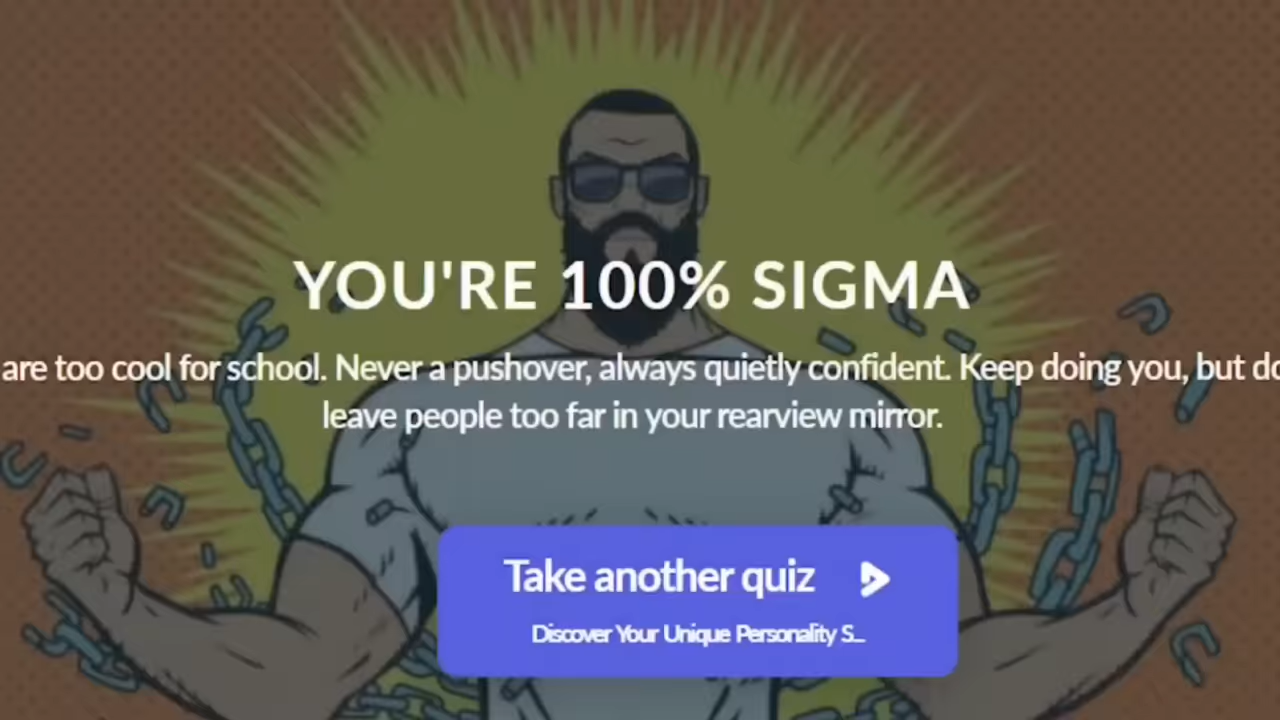 YOU'RE 100% SIGMA
are too cool for school. Never a pushover, always quietly confident. Keep doing you, but
leave people too far in your rearview mirror.
Take another quiz
Discover Your Unique Personality S...